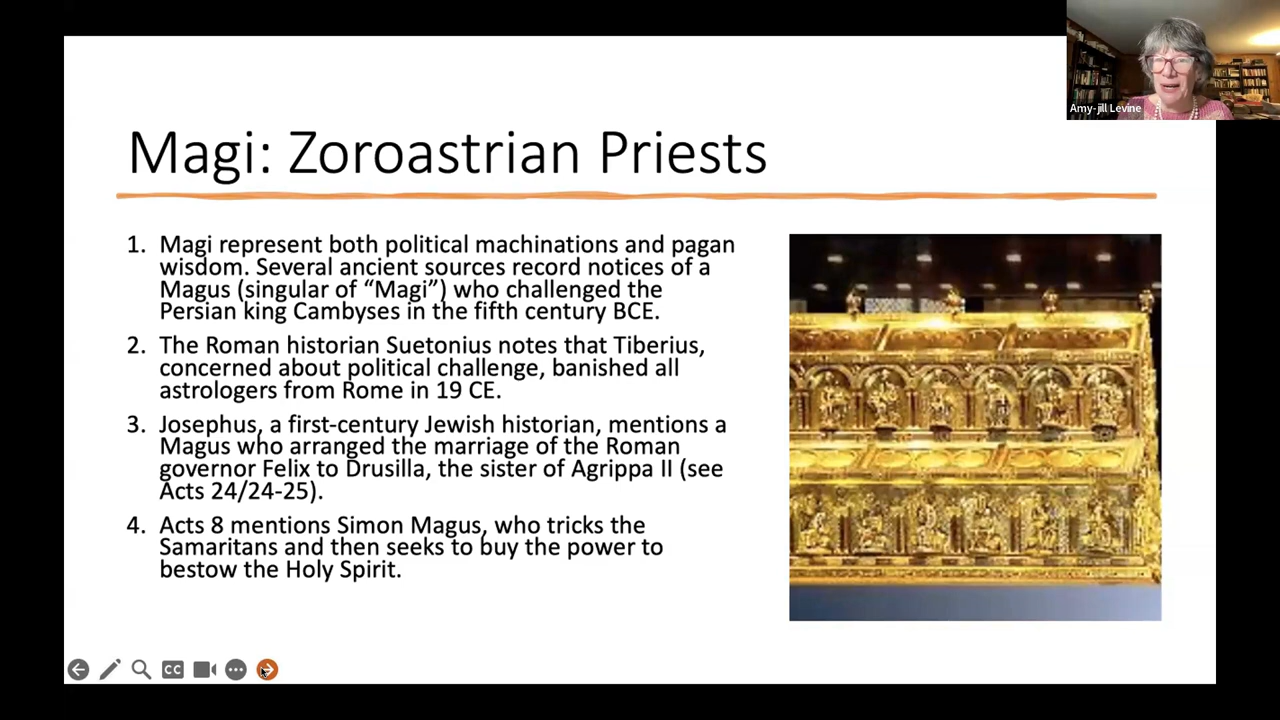 Amy-jill Levine
Magi: Zoroastrian Priests
1. Magi represent both political machinations and pagan
wisdom. Several ancient sources record notices of a
Magus (singular of “Magi”) who challenged the
Persian king Cambyses in the fifth century BCE.
2. The Roman historian Suetonius notes that Tiberius,
concerned about political challenge, banished all
astrologers from Rome in 19 CE.
3. Josephus, a first-century Jewish historian, mentions a
Magus who arranged the marriage of the Roman
governor Felix to Drusilla, the sister of Agrippa II (see
Acts 24/24-25).
4. Acts 8 mentions Simon Magus, who tricks the
Samaritans and then seeks to buy the power to
bestow the Holy Spirit.
CC